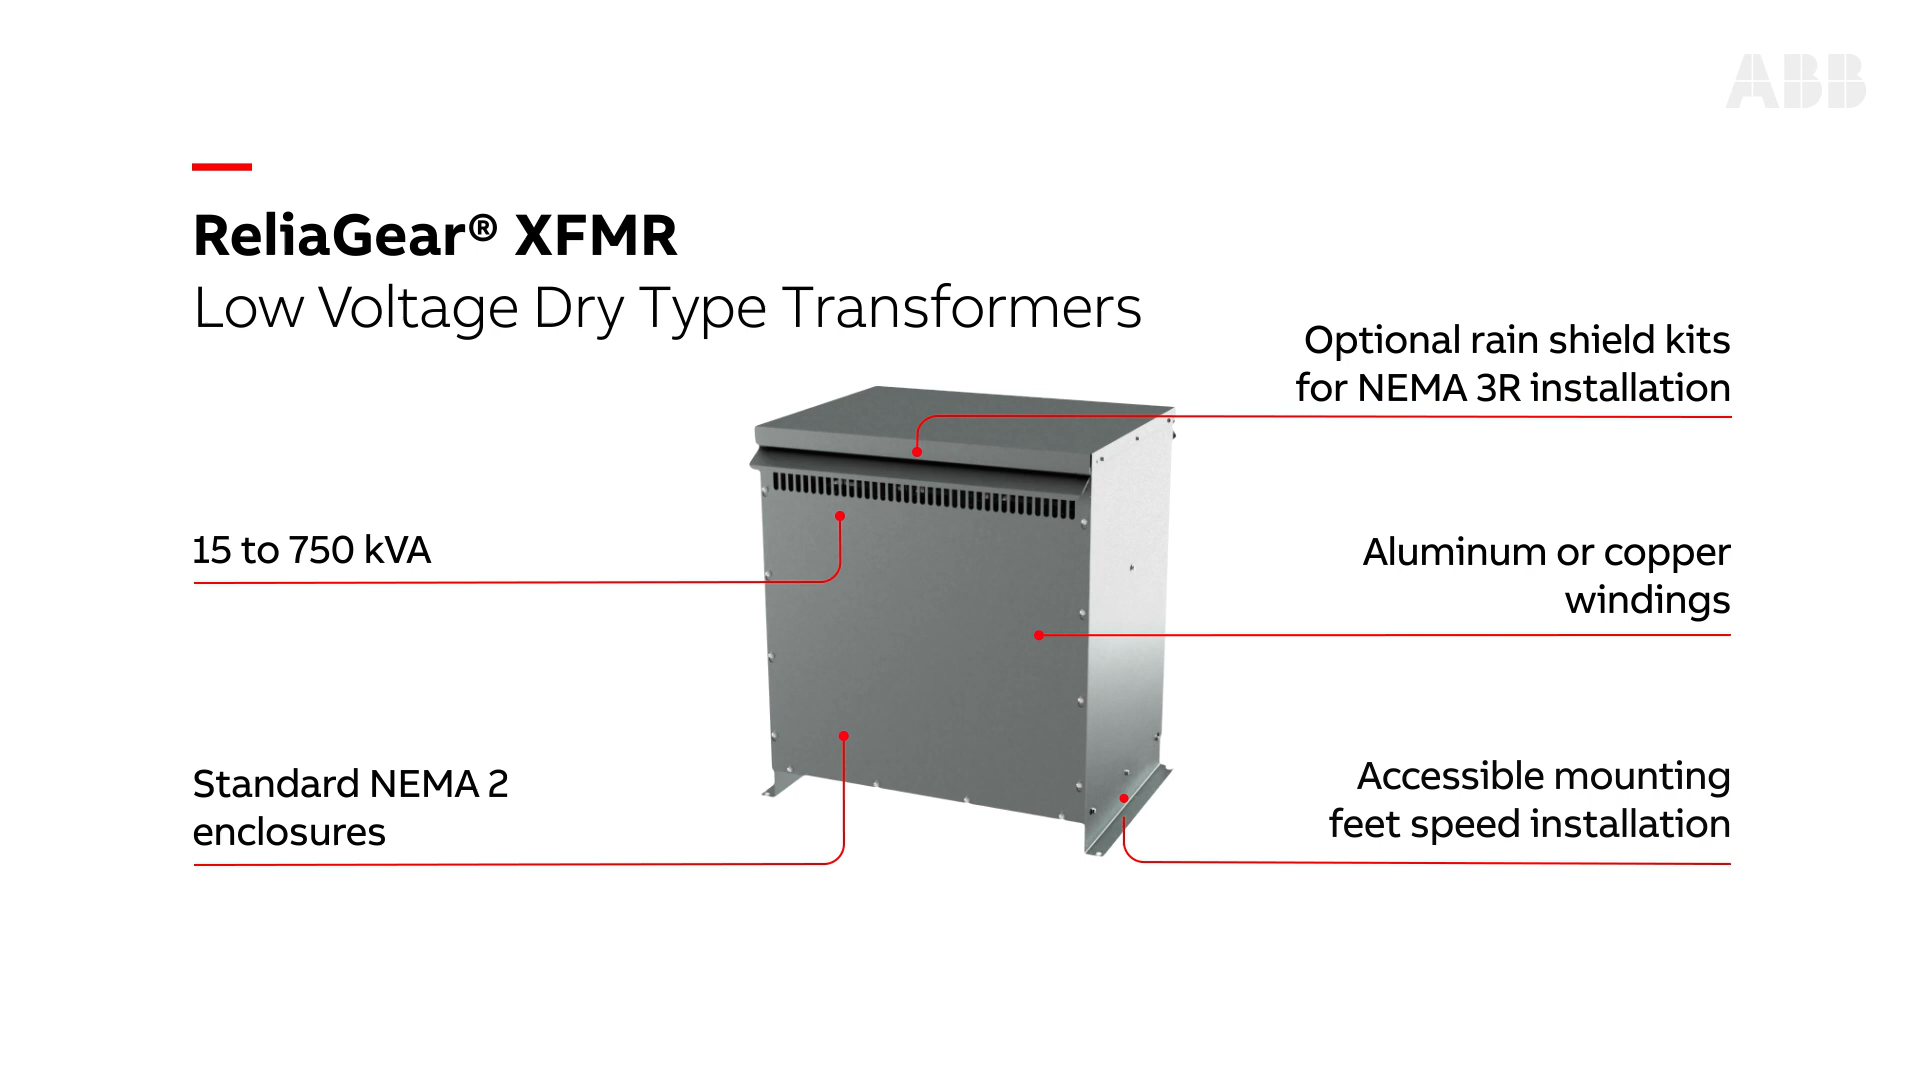 ABB
ReliaGear® XFMR
Low Voltage Dry Type Transformers
Optional rain shield kits
for NEMA 3R installation
15 to 750 kVA
Aluminum or copper
windings
Standard NEMA 2
enclosures
Accessible mounting
feet speed installation